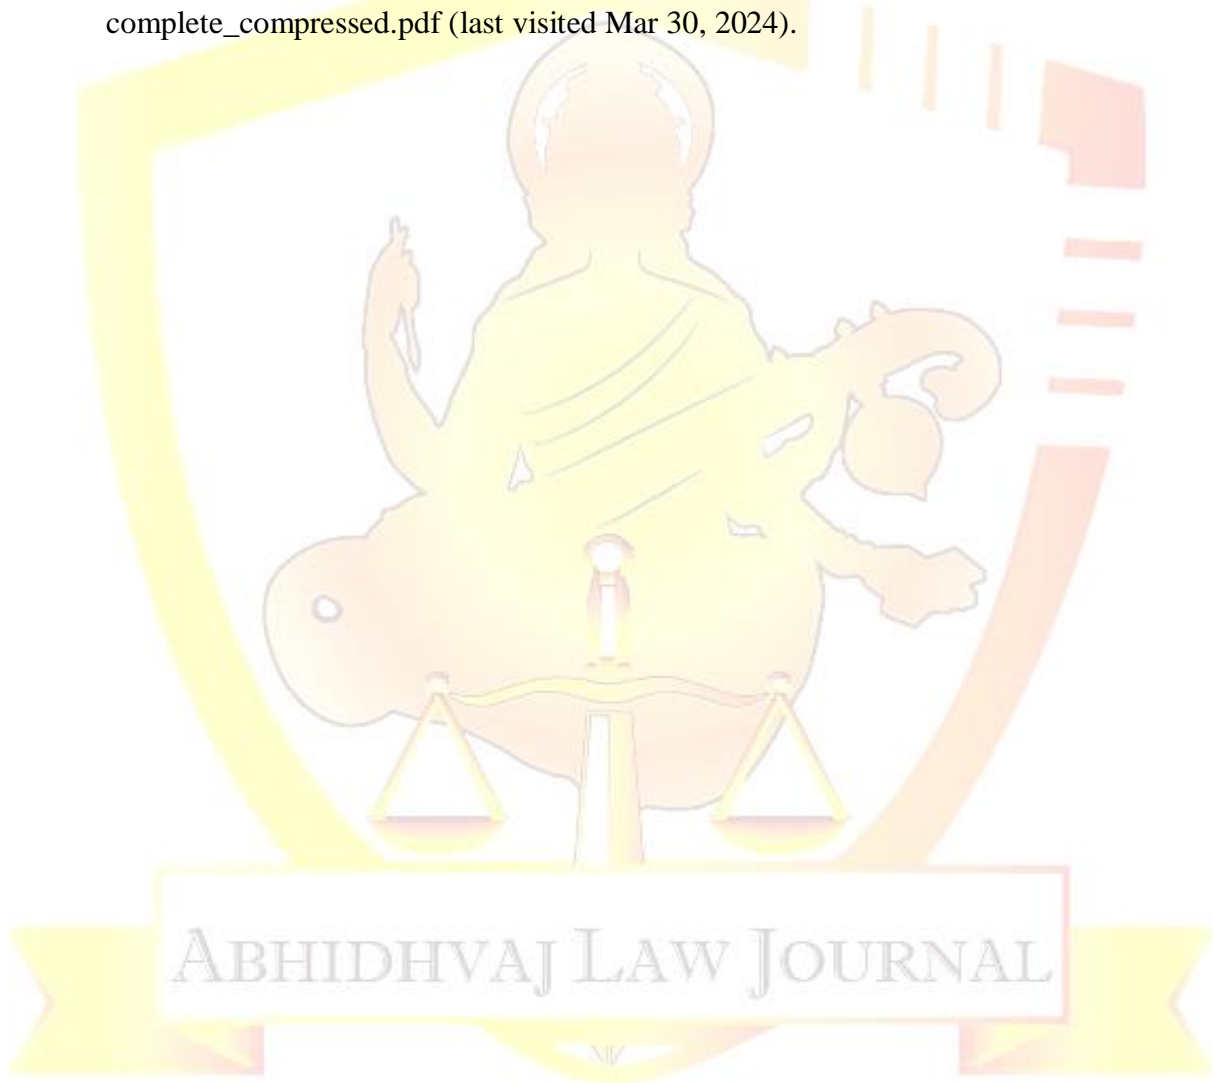 complete_compressed.pdf (last visited Mar 30, 2024).
ABHIDHVAJ LAW JOURNAL